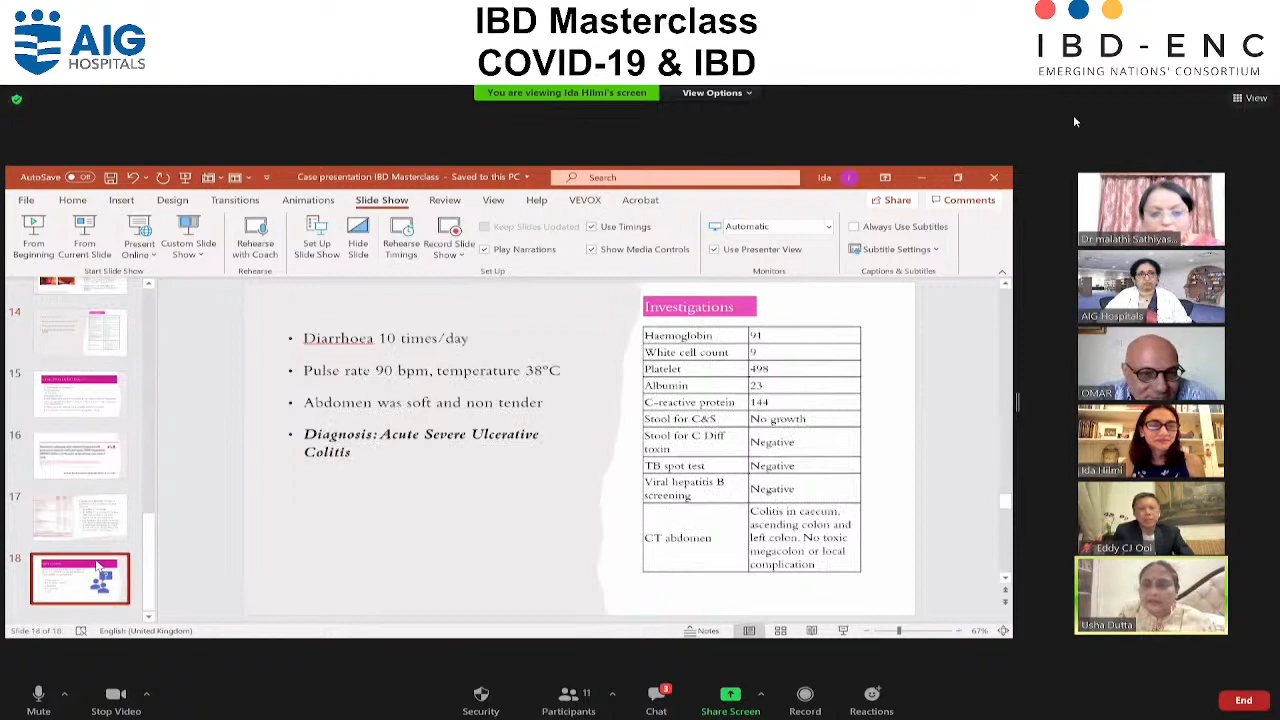 AIG
HOSPITALS
IBD Masterclass
COVID-19 & IBD
IBD-ENC
EMERGING NATIONS' CONSORTIUM
You are viewing Ida Hilmi's screen
View Options
View
AutoSave Off
Case presentation IBD Masterclass - Saved to this PC
Search
Ida
File Home Insert Design Transitions Animations Slide Show Review View Help VEVOX Acrobat
Share Comments
From Beginning
From Current Slide
Present Online
Custom Slide Show
Start Slide Show
Rehearse with Coach
Rehearse
Set Up Slide Show
Hide Slide
Rehearse Timings
Record Slide Show
Keep Slides Updated
Play Narrations
Use Timings
Show Media Controls
Set Up
Automatic
Use Presenter View
Monitors
Always Use Subtitles
Subtitle Settings
Captions & Subtitles
15
16
17
18
• Diarrhoea 10 times/day
• Pulse rate 90 bpm, temperature 38°C
• Abdomen was soft and non tender
• Diagnosis: Acute Severe Ulcerative
Colitis
Investigations
Haemoglobin 91
White cell count 9
Platelet 498
Albumin 23
C-reactive protein 144
Stool for C&S No growth
Stool for C Diff toxin Negative
TB spot test Negative
Viral hepatitis B screening Negative
CT abdomen Colitis in caecum,
ascending colon and
left colon. No toxic
megacolon or local
complication
English (United Kingdom)
Notes
67%
Dr malathi Sathiyas...
AIG Hospitals
OMAR
Ida Hilmi
Eddy CJ Ooi
Usha Dutta
Mute
Stop Video
Security
Participants 11
Chat 3
Share Screen
Record
Reactions
End